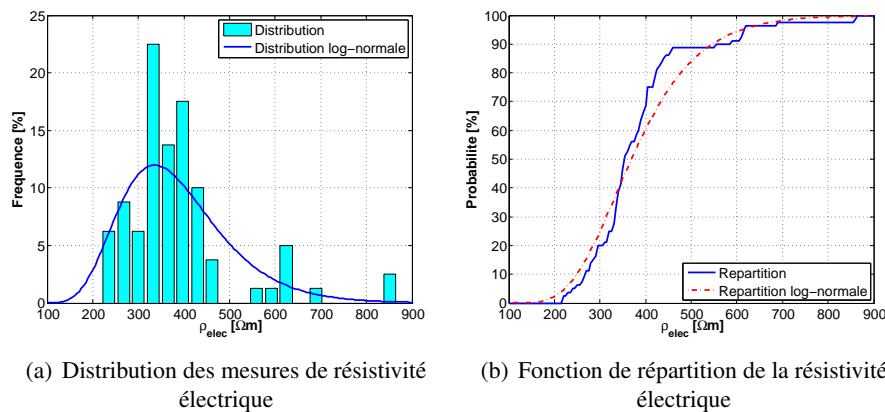 Distribution
Distribution log−normale
Frequence [%]
25
20
15
10
5
0
100 200 300 400 500 600 700 800 900
ρelec [Ωm]
(a) Distribution des mesures de résistivité
électrique
Probabilite [%]
100
90
80
70
60
50
40
30
20
10
0
Repartition
Repartition log−normale
100 200 300 400 500 600 700 800 900
ρelec [Ωm]
(b) Fonction de répartition de la résistivité
électrique